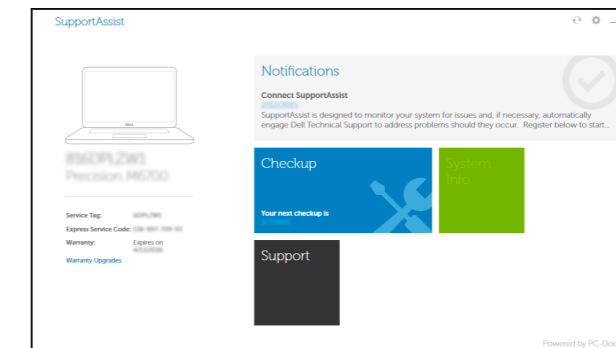 SupportAssist
Notifications
Connect SupportAssist
SupportAssist is designed to monitor your system for issues and, if necessary, automatically
engage Dell Technical Support to address problems should they occur. Register below to start...
Precision M6700
Checkup
System
Info
Your next checkup is
Service Tag:
Express Service Code:
Warranty: Expires on
Warranty Upgrades
Support
Powered by PC-Doc